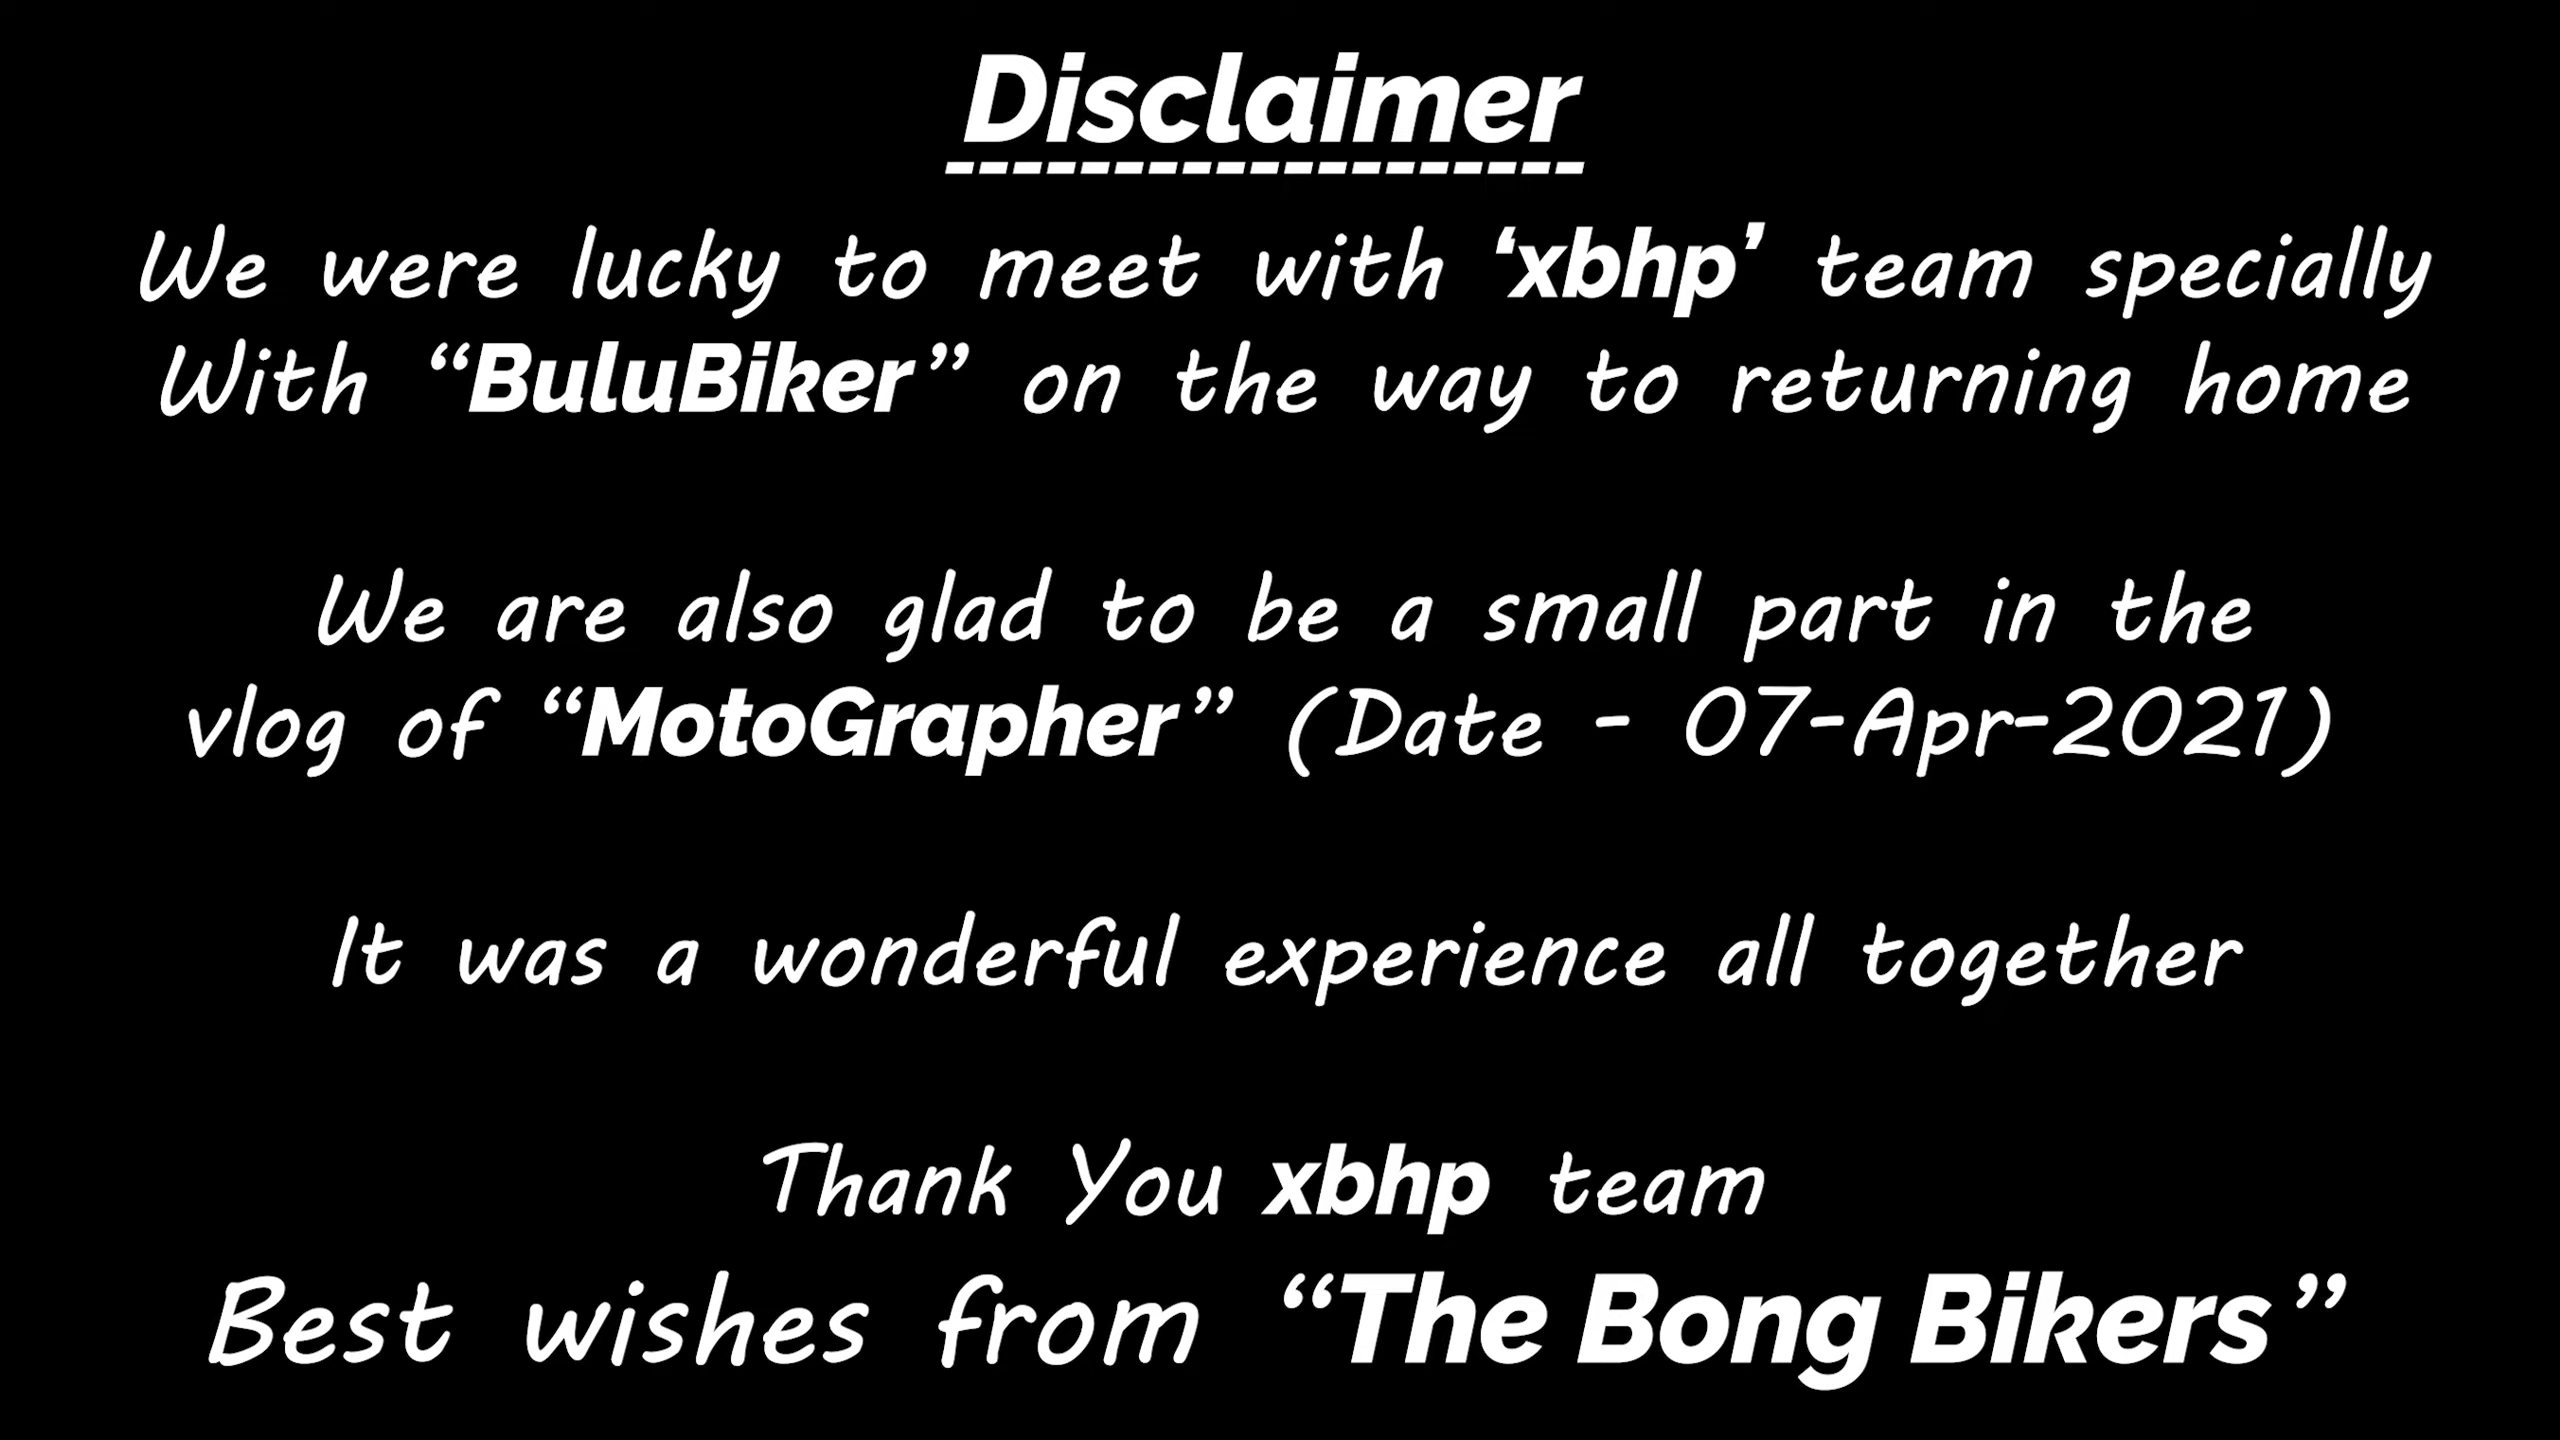 Disclaimer
We were lucky to meet with ‘xbhp’ team specially
With “BuluBiker” on the way to returning home
We are also glad to be a small part in the
vlog of “MotoGrapher” (Date - 07-Apr-2021)
It was a wonderful experience all together
Thank You xbhp team
Best wishes from “The Bong Bikers”